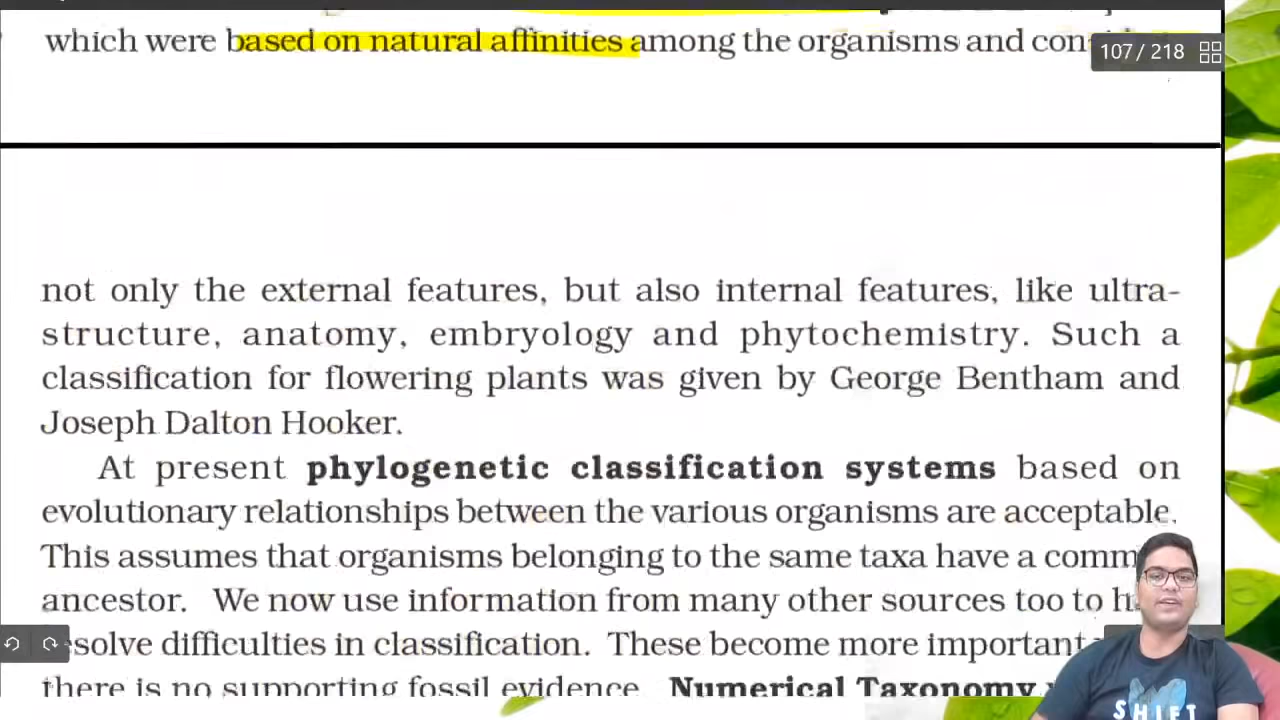 which were based on natural affinities among the organisms and
107 / 218
not only the external features, but also internal features, like ultra-
structure, anatomy, embryology and phytochemistry. Such a
classification for flowering plants was given by George Bentham and
Joseph Dalton Hooker.
At present phylogenetic classification systems based on
evolutionary relationships between the various organisms are acceptable.
This assumes that organisms belonging to the same taxa have a
ancestor. We now use information from many other sources too to
difficulties in classification. These become more important
there is no supporting fossil evidence. Numerical Taxonomy
SHIFT